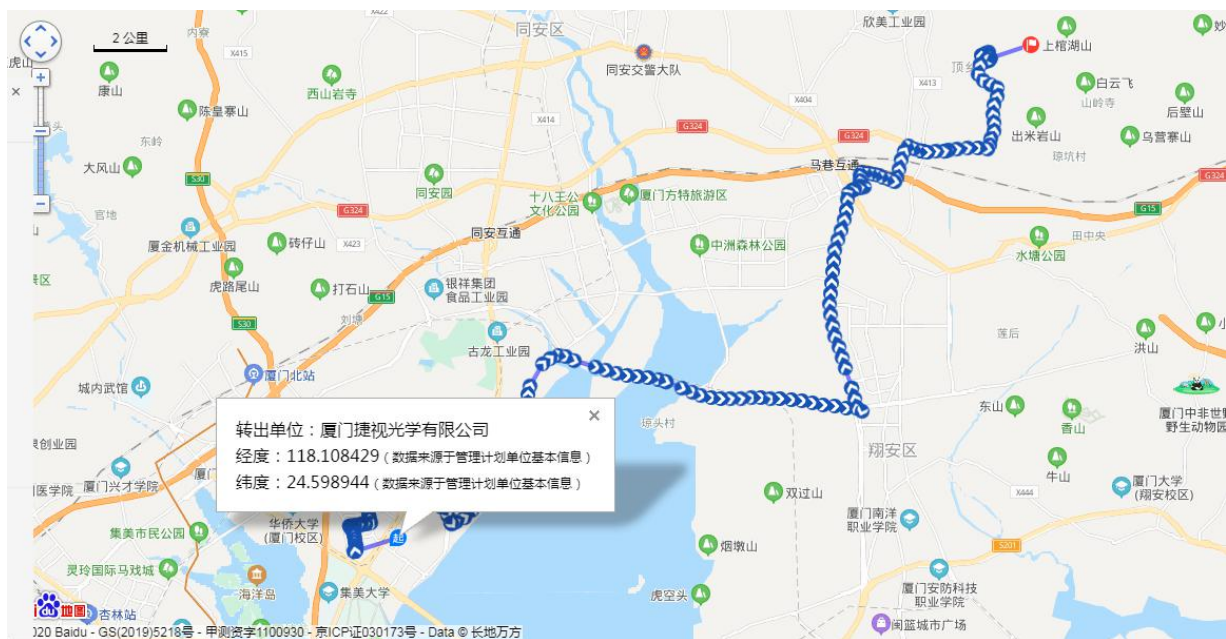 2 公里
X422
内寮
X415
X415
康山
陈皇寨山
东岭
大风山
官地
S30
厦金机械工业园
G324
砖仔山
X423
虎路尾山
打石山
G15
刘塘
S30
城内武馆
厦门北站
西山岩寺
同安区
X414
同安园
同安互通
银祥集团
食品工业园
古龙工业园
十八王公
文化公园
厦门方特旅游区
同安交警大队
G324
X404
中洲森林公园
马巷互通
G324
欣美工业园
X413
顶乡
上棺湖山
白云飞
山岭寺
后壁山
出米岩山
乌营寨山
琼坑村
G324
G15
田中央
水塘公园
莲后
洪山
东山
香山
牛山
厦门中非世野
野生动物园
厦门大学
(翔安校区)
X444
翔安区
琼头村
双过山
厦门南洋
职业学院
烟墩山
S201
虎空头
厦门安防科技
职业学院
闽篮城市广场
转出单位：厦门捷视光学有限公司
经度：118.108429 ( 数据来源于管理计划单位基本信息 )
纬度：24.598944 ( 数据来源于管理计划单位基本信息 )
起
厦门兴才学院
集美市民公园
华侨大学
(厦门校区)
灵玲国际马戏城
海洋岛
集美大学
杏林站
du 地图
020 Baidu - GS(2019)5218号 - 甲测资字1100930 - 京ICP证030173号 - Data © 长地万方